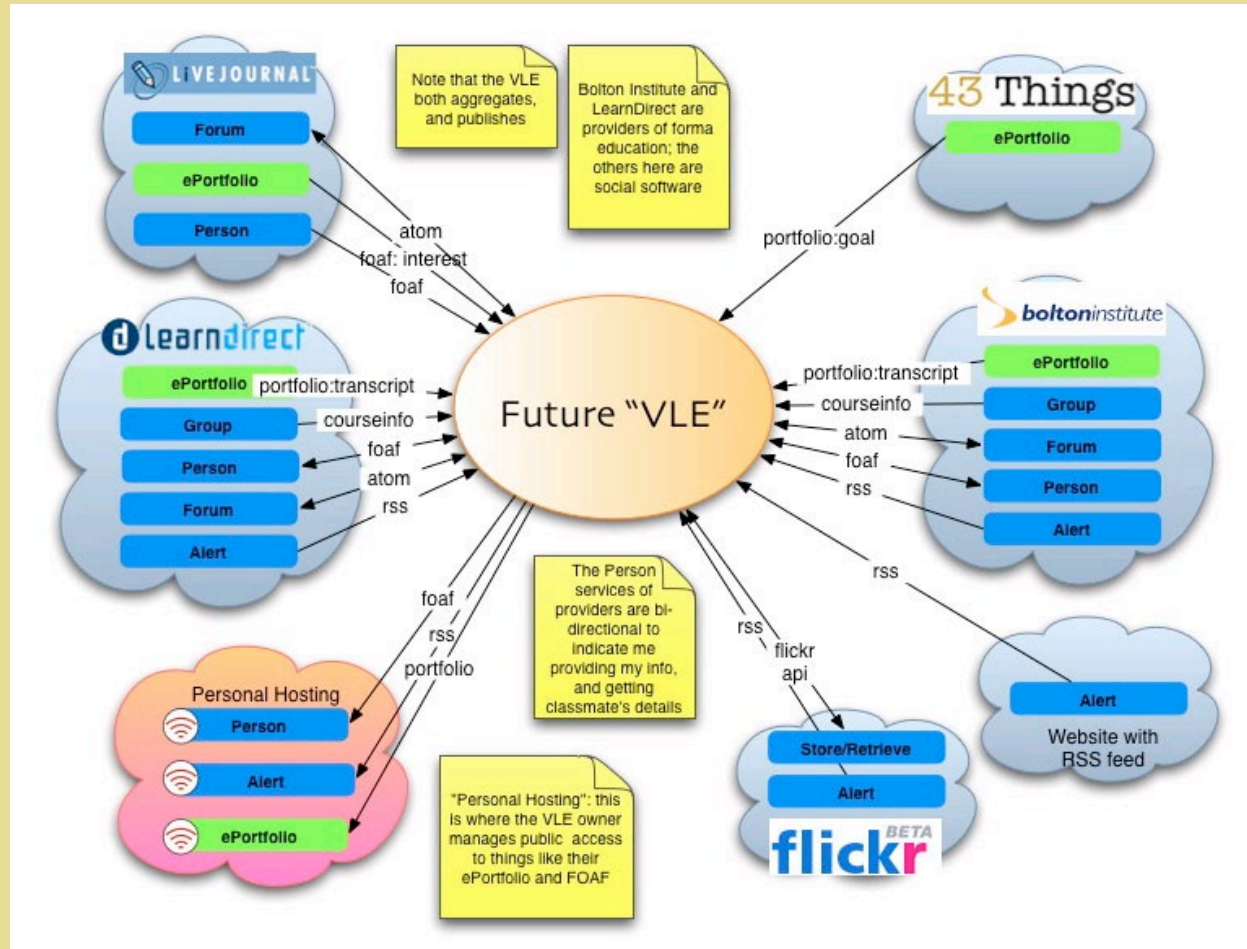 LiVEJOURNAL
Forum
ePortfolio
Person
Note that the VLE
both aggregates,
and publishes
Bolton Institute and
LearnDirect are
providers of forma
education; the
others here are
social software
43 Things
ePortfolio
atom
foaf: interest
foaf
portfolio:goal
learndirect
ePortfolio
Group
Person
Forum
Alert
portfolio:transcript
courseinfo
foaf
atom
rss
Future "VLE"
boltoninstitute
ePortfolio
Group
Forum
Person
Alert
portfolio:transcript
courseinfo
atom
foaf
rss
foaf
rss
portfolio
Personal Hosting
Person
Alert
ePortfolio
The Person
services of
providers are bi-
directional to
indicate me
providing my info,
and getting
classmate's details
"Personal Hosting": this
is where the VLE owner
manages public access
to things like their
ePortfolio and FOAF
rss
flickr
api
Store/Retrieve
Alert
flickr BETA
rss
Alert
Website with
RSS feed